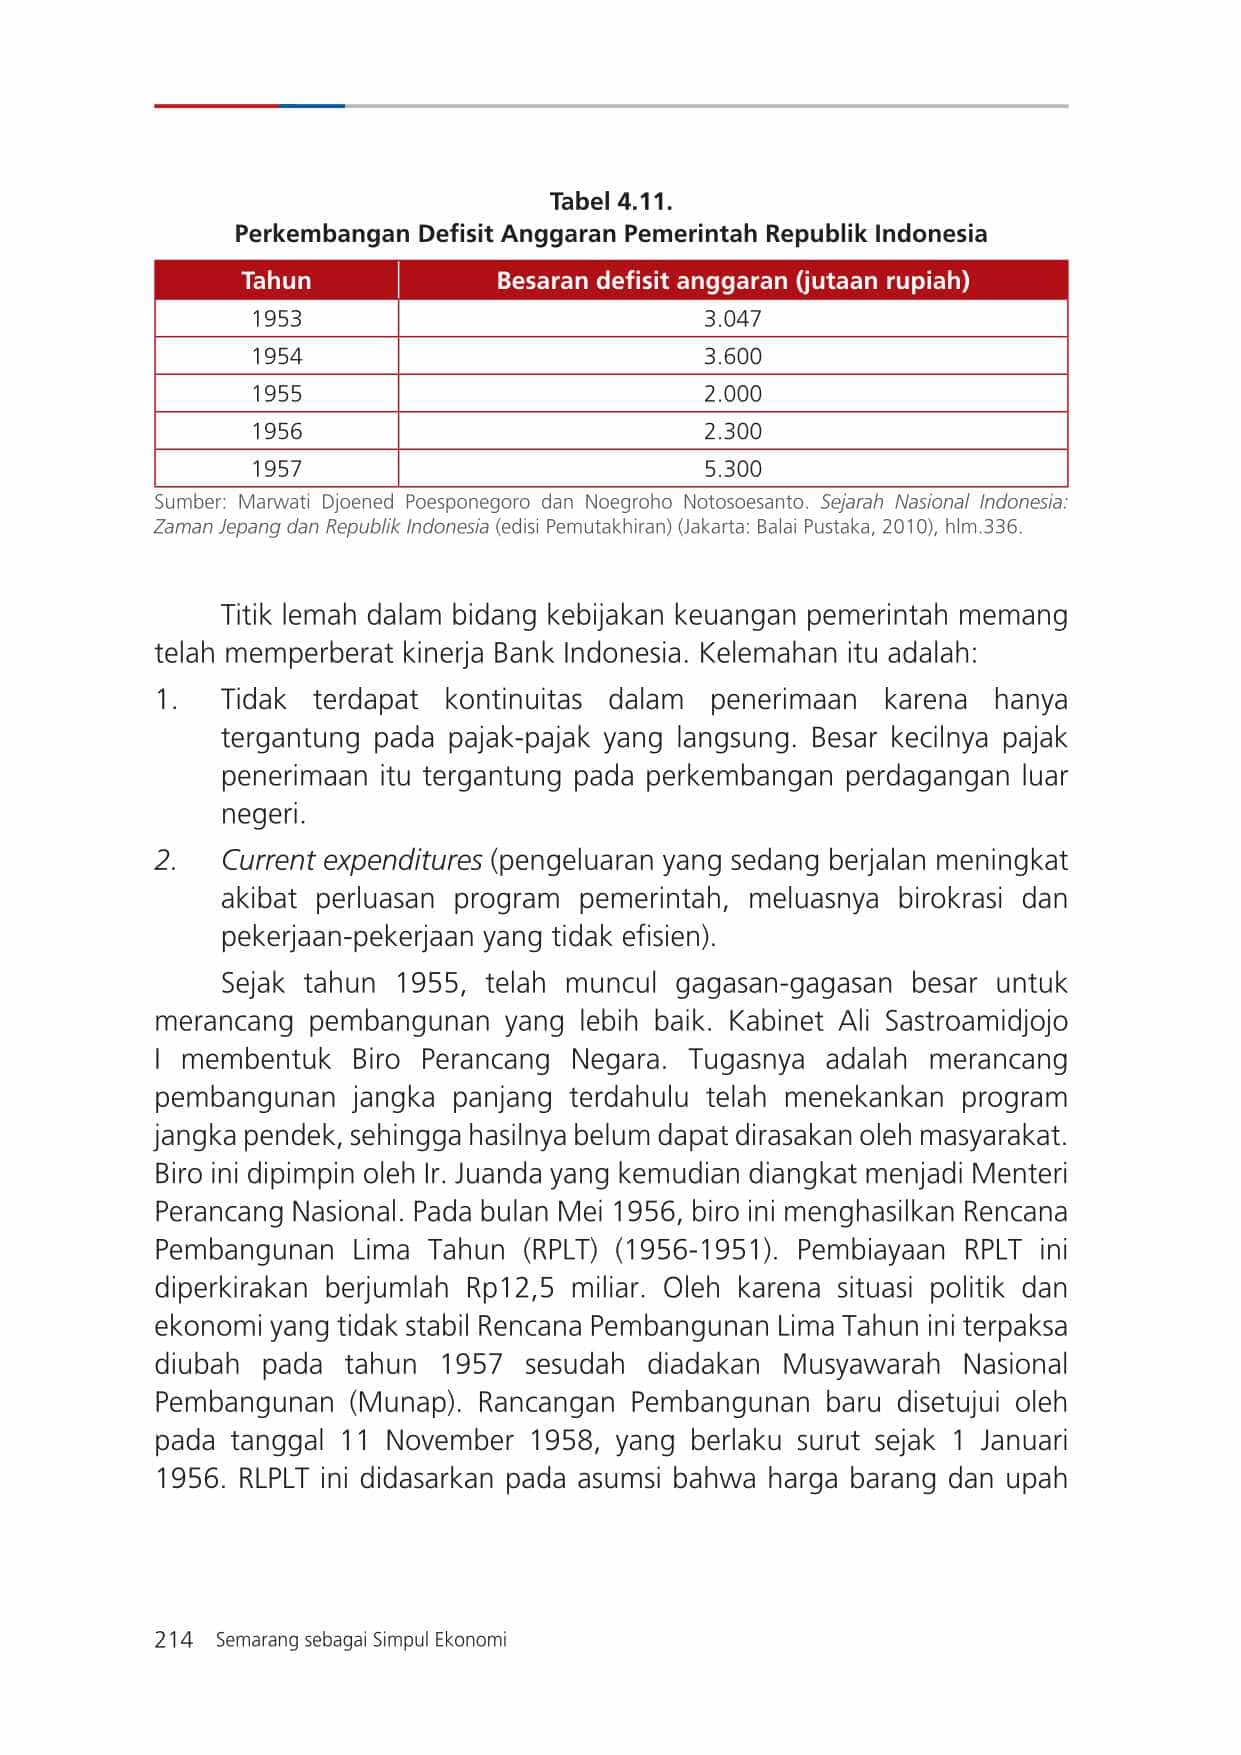 Tabel 4.11.
Perkembangan Defisit Anggaran Pemerintah Republik Indonesia
Tahun Besaran defisit anggaran (jutaan rupiah)
1953 3.047
1954 3.600
1955 2.000
1956 2.300
1957 5.300
Sumber: Marwati Djoened Poesponegoro dan Noegroho Notosoesanto. Sejarah Nasional Indonesia:
Zaman Jepang dan Republik Indonesia (edisi Pemutakhiran) (Jakarta: Balai Pustaka, 2010), hlm.336.
Titik lemah dalam bidang kebijakan keuangan pemerintah memang
telah memperberat kinerja Bank Indonesia. Kelemahan itu adalah:
1. Tidak terdapat kontinuitas dalam penerimaan karena hanya
tergantung pada pajak-pajak yang langsung. Besar kecilnya pajak
penerimaan itu tergantung pada perkembangan perdagangan luar
negeri.
2. Current expenditures (pengeluaran yang sedang berjalan meningkat
akibat perluasan program pemerintah, meluasnya birokrasi dan
pekerjaan-pekerjaan yang tidak efisien).
Sejak tahun 1955, telah muncul gagasan-gagasan besar untuk
merancang pembangunan yang lebih baik. Kabinet Ali Sastroamidjojo
I membentuk Biro Perancang Negara. Tugasnya adalah merancang
pembangunan jangka panjang terdahulu telah menekankan program
jangka pendek, sehingga hasilnya belum dapat dirasakan oleh masyarakat.
Biro ini dipimpin oleh Ir. Juanda yang kemudian diangkat menjadi Menteri
Perancang Nasional. Pada bulan Mei 1956, biro ini menghasilkan Rencana
Pembangunan Lima Tahun (RPLT) (1956-1951). Pembiayaan RPLT ini
diperkirakan berjumlah Rp12,5 miliar. Oleh karena situasi politik dan
ekonomi yang tidak stabil Rencana Pembangunan Lima Tahun ini terpaksa
diubah pada tahun 1957 sesudah diadakan Musyawarah Nasional
Pembangunan (Munap). Rancangan Pembangunan baru disetujui oleh
pada tanggal 11 November 1958, yang berlaku surut sejak 1 Januari
1956. RLPLT ini didasarkan pada asumsi bahwa harga barang dan upah
214 Semarang sebagai Simpul Ekonomi